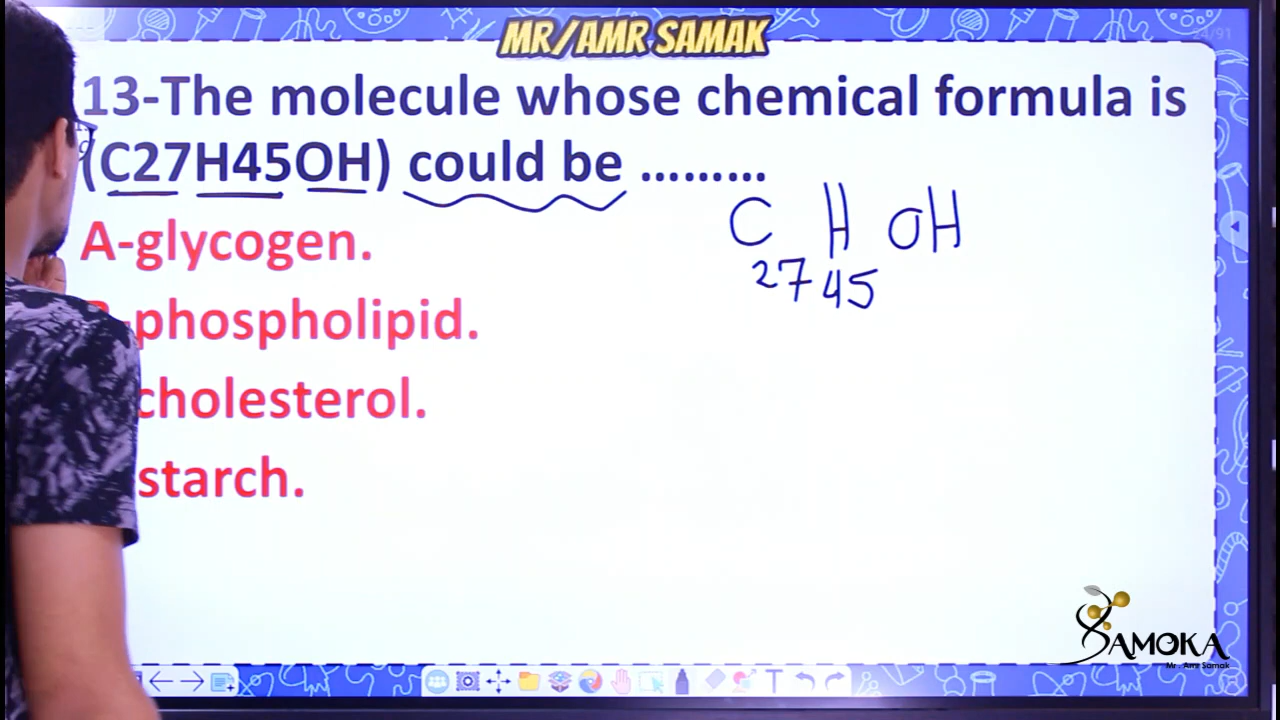 MR/AMR SAMAK
13-The molecule whose chemical formula is
(C27H45OH) could be .........
C H OH
27 45
A-glycogen.
-phospholipid.
cholesterol.
starch.
SAMOKA
Mr. Amr Samak